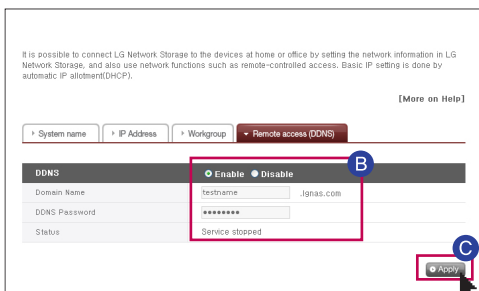 It is possible to connect LG Network Storage to the devices at home or office by setting the network information in LG
Network Storage, and also use network functions such as remote-controlled access. Basic IP setting is done by
automatic IP allotment(DHCP).
[More on Help]
System name IP Address Workgroup Remote access (DDNS)
B
DDNS Enable Disable
Domain Name testname .lgnas.com
DDNS Password ••••••••
Status Service stopped
C
Apply